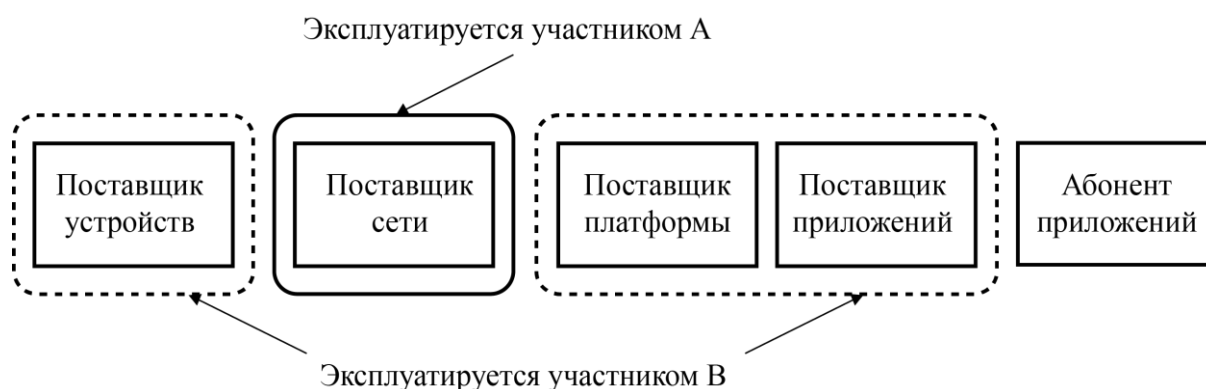 Эксплуатируется участником А
Поставщик
устройств
Поставщик
сети
Поставщик
платформы
Поставщик
приложений
Абонент
приложений
Эксплуатируется участником В